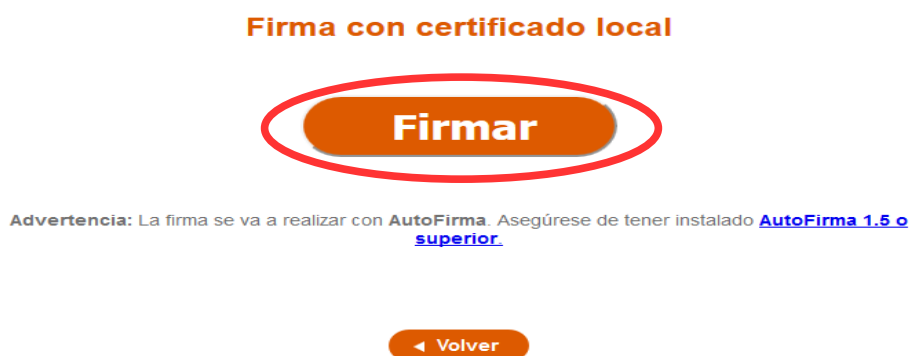 Firma con certificado local
Firmar
Advertencia: La firma se va a realizar con AutoFirma. Asegúrese de tener instalado AutoFirma 1.5 o
superior.
◄ Volver